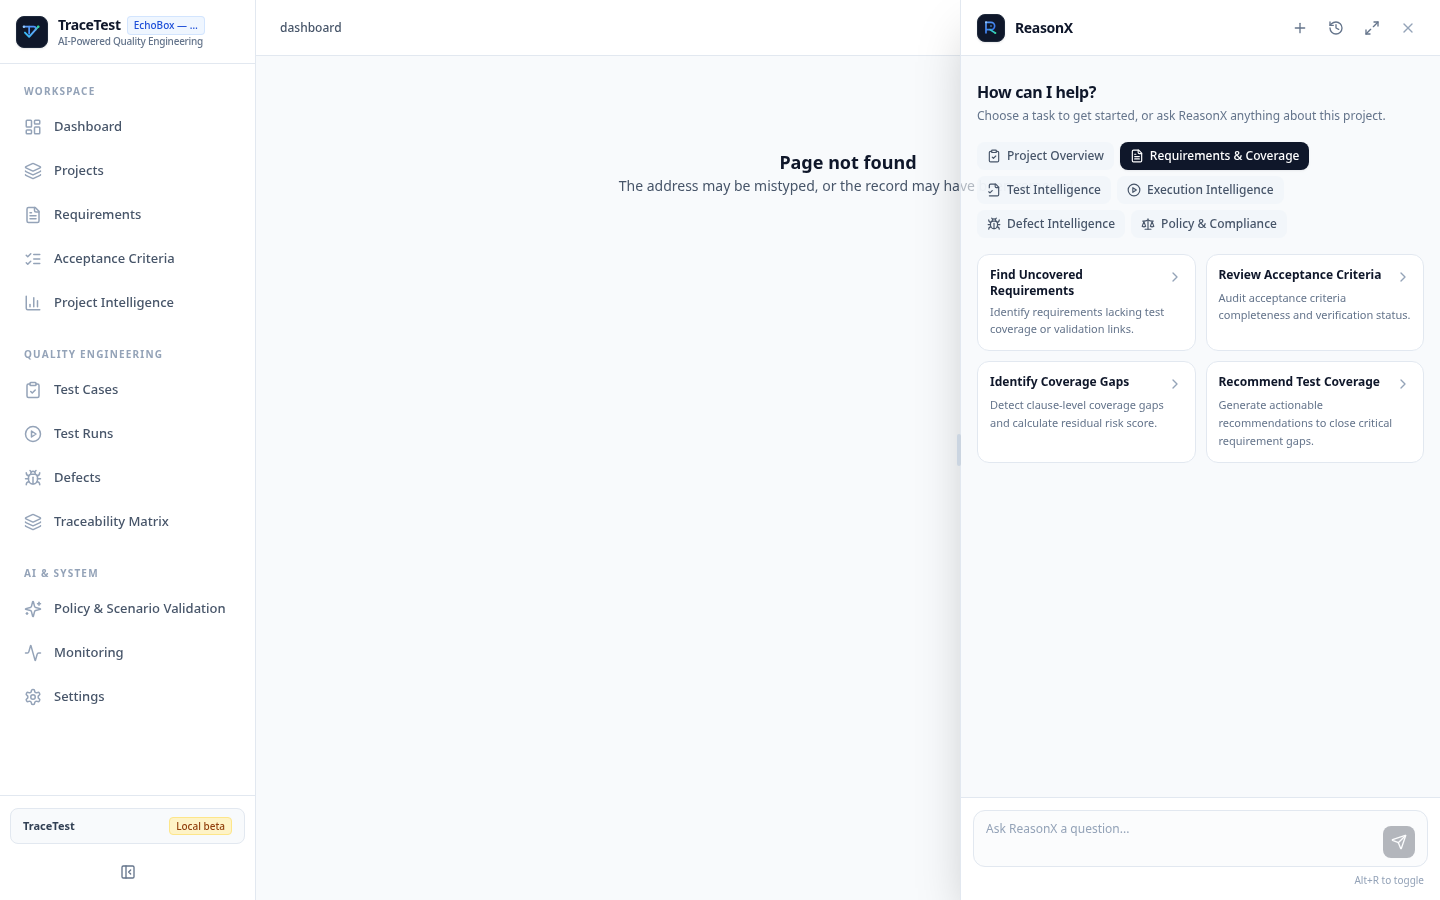 TraceTest
EchoBox — ...
AI-Powered Quality Engineering
WORKSPACE
Dashboard
Projects
Requirements
Acceptance Criteria
Project Intelligence
QUALITY ENGINEERING
Test Cases
Test Runs
Defects
Traceability Matrix
AI & SYSTEM
Policy & Scenario Validation
Monitoring
Settings
TraceTest
Local beta
dashboard
Page not found
The address may be mistyped, or the record may have
ReasonX
How can I help?
Choose a task to get started, or ask ReasonX anything about this project.
Project Overview
Requirements & Coverage
Test Intelligence
Execution Intelligence
Defect Intelligence
Policy & Compliance
Find Uncovered
Requirements
Identify requirements lacking test
coverage or validation links.
Review Acceptance Criteria
Audit acceptance criteria
completeness and verification status.
Identify Coverage Gaps
Detect clause-level coverage gaps
and calculate residual risk score.
Recommend Test Coverage
Generate actionable
recommendations to close critical
requirement gaps.
Ask ReasonX a question...
Alt+R to toggle